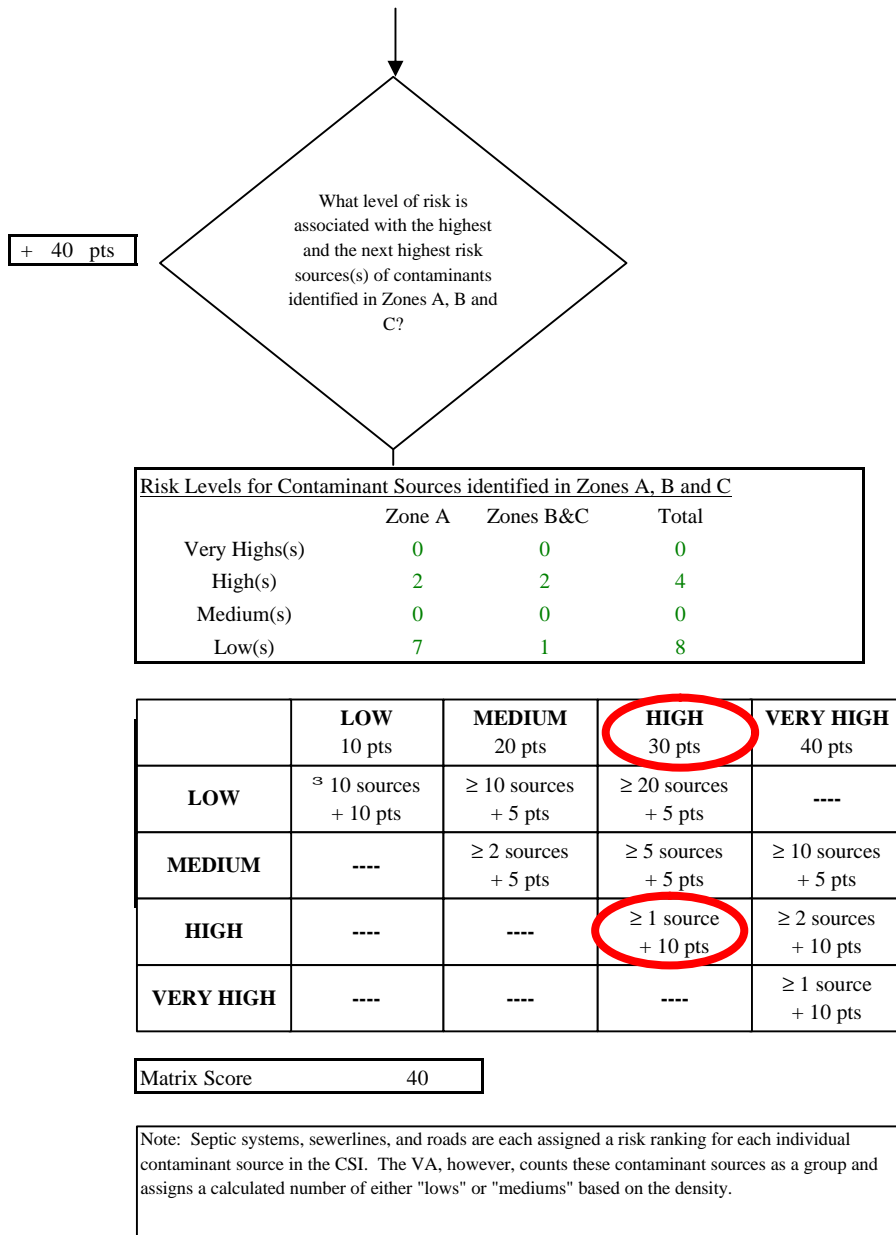 What level of risk is
associated with the highest
and the next highest risk
sources(s) of contaminants
identified in Zones A, B and
C?
+ 40 pts
Risk Levels for Contaminant Sources identified in Zones A, B and C
Zone A Zones B&C Total
Very Highs(s) 0 0 0
High(s) 2 2 4
Medium(s) 0 0 0
Low(s) 7 1 8
LOW MEDIUM HIGH VERY HIGH
10 pts 20 pts 30 pts 40 pts
LOW ³ 10 sources ≥ 10 sources ≥ 20 sources ----
+ 10 pts + 5 pts + 5 pts
MEDIUM ---- ≥ 2 sources ≥ 5 sources ≥ 10 sources
+ 5 pts + 5 pts + 5 pts
HIGH ---- ---- ≥ 1 source ≥ 2 sources
+ 10 pts + 10 pts
VERY HIGH ---- ---- ---- ≥ 1 source
+ 10 pts
Matrix Score 40
Note: Septic systems, sewerlines, and roads are each assigned a risk ranking for each individual
contaminant source in the CSI. The VA, however, counts these contaminant sources as a group and
assigns a calculated number of either "lows" or "mediums" based on the density.